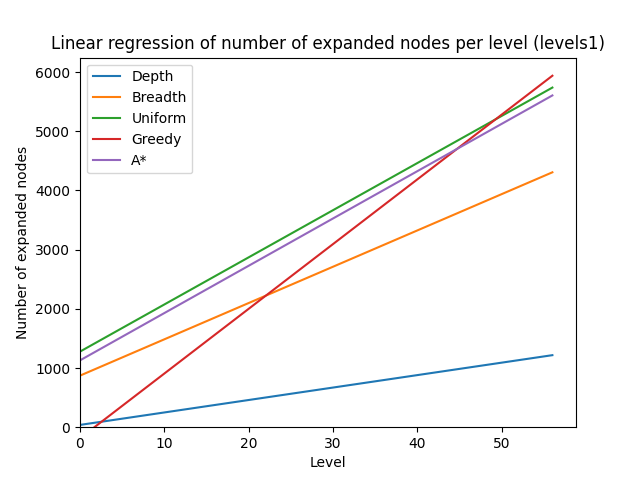 Linear regression of number of expanded nodes per level (levels1)
Depth
Breadth
Uniform
Greedy
A*
Number of expanded nodes
6000
5000
4000
3000
2000
1000
0
0 10 20 30 40 50
Level